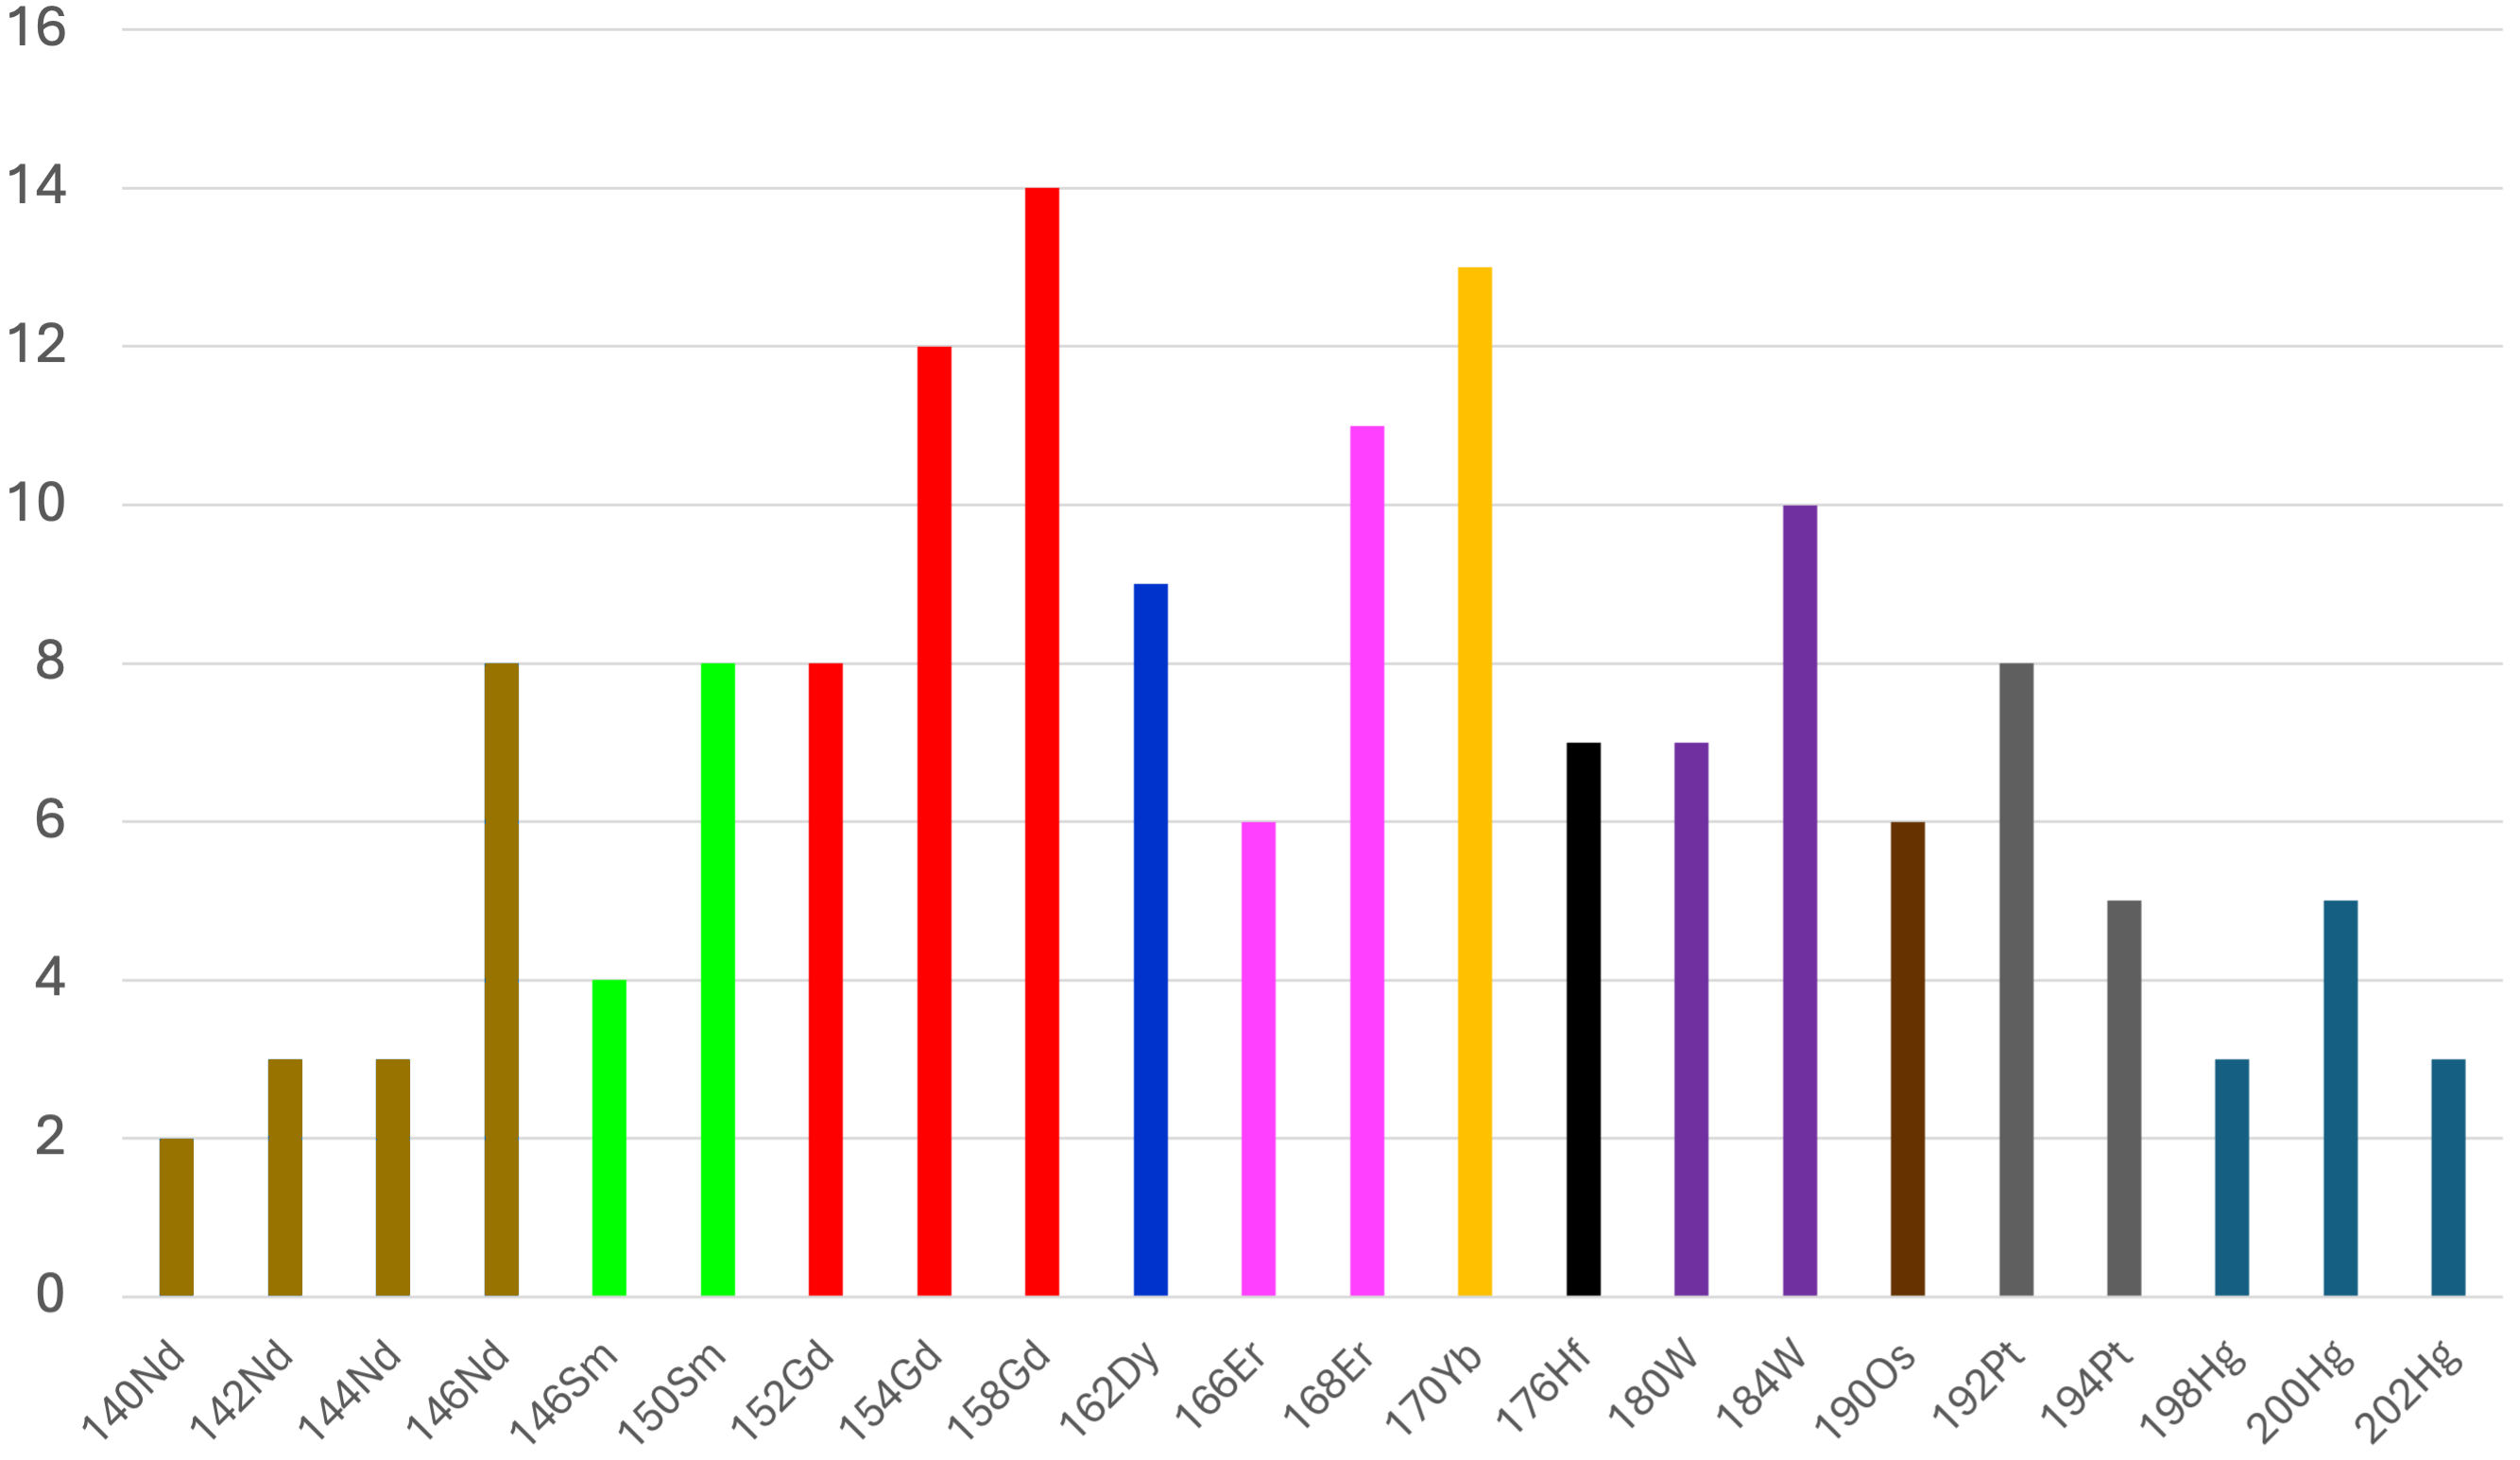 16
14
12
10
8
6
4
2
0
140Nd
142Nd
144Nd
146Nd
146Sm
150Sm
152Gd
154Gd
158Gd
162Dy
166Er
168Er
170Yb
176Hf
180W
184W
190Os
192Pt
194Pt
198Hg
200Hg
202Hg